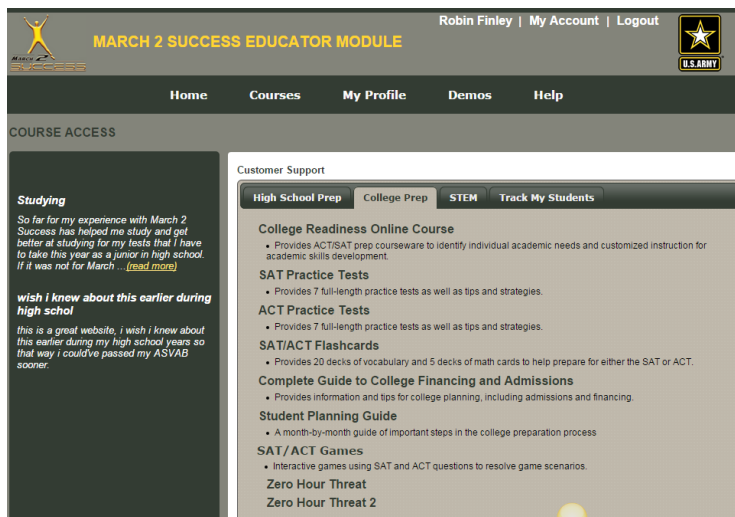 Robin Finley | My Account | Logout
MARCH 2 SUCCESS EDUCATOR MODULE
March 2
SUCCESS
U.S.ARMY
Home Courses My Profile Demos Help
COURSE ACCESS
Studying
So far for my experience with March 2
Success has helped me study and get
better at studying for my tests that I have
to take this year as a junior in high school.
If it was not for March ...(read more)
wish i knew about this earlier during
high schol
this is a great website, i wish i knew about
this earlier during my high school years so
that way i could've passed my ASVAB
sooner.
Customer Support
High School Prep College Prep STEM Track My Students
College Readiness Online Course
• Provides ACT/SAT prep courseware to identify individual academic needs and customized instruction for
academic skills development.
SAT Practice Tests
• Provides 7 full-length practice tests as well as tips and strategies.
ACT Practice Tests
• Provides 7 full-length practice tests as well as tips and strategies.
SAT/ACT Flashcards
• Provides 20 decks of vocabulary and 5 decks of math cards to help prepare for either the SAT or ACT.
Complete Guide to College Financing and Admissions
• Provides information and tips for college planning, including admissions and financing.
Student Planning Guide
• A month-by-month guide of important steps in the college preparation process
SAT/ACT Games
• Interactive games using SAT and ACT questions to resolve game scenarios.
Zero Hour Threat
Zero Hour Threat 2